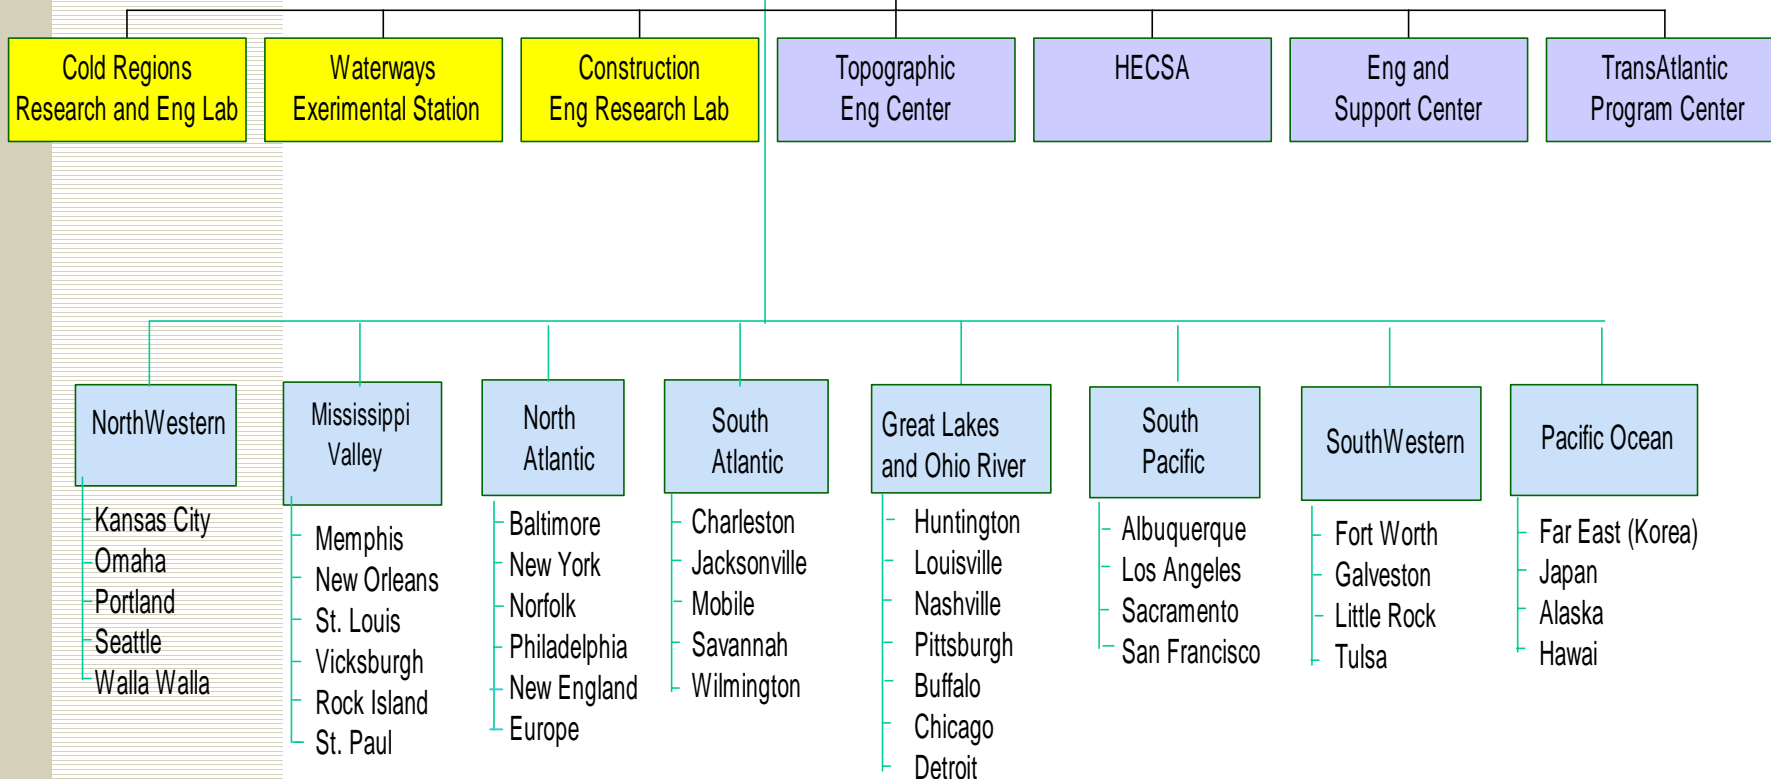 Cold Regions
Research and Eng Lab
Waterways
Exerimental Station
Construction
Eng Research Lab
Topographic
Eng Center
HECSA
Eng and
Support Center
TransAtlantic
Program Center
NorthWestern
Kansas City
Omaha
Portland
Seattle
Walla Walla
Mississippi
Valley
Memphis
New Orleans
St. Louis
Vicksburgh
Rock Island
St. Paul
North
Atlantic
Baltimore
New York
Norfolk
Philadelphia
New England
Europe
South
Atlantic
Charleston
Jacksonville
Mobile
Savannah
Wilmington
Great Lakes
and Ohio River
Huntington
Louisville
Nashville
Pittsburgh
Buffalo
Chicago
Detroit
South
Pacific
Albuquerque
Los Angeles
Sacramento
San Francisco
SouthWestern
Fort Worth
Galveston
Little Rock
Tulsa
Pacific Ocean
Far East (Korea)
Japan
Alaska
Hawai